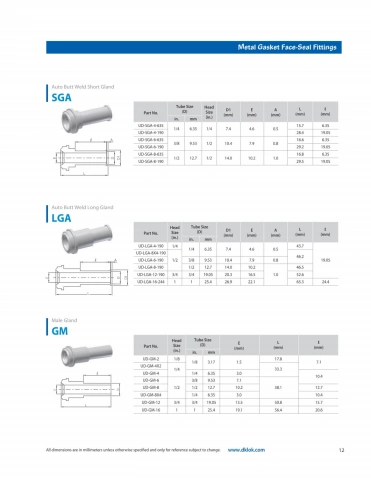 Metal Gasket Face-Seal Fittings
Auto Butt Weld Short Gland
SGA
Part No. Tube Size (D) in. mm Head Size (in.) D1 (mm) E (mm) A (mm) L (mm) S (mm)
UD-SGA-4-635 1/4 6.35 1/4 7.4 4.6 0.5 15.7 6.35
UD-SGA-4-190 28.4 19.05
UD-SGA-6-635 3/8 9.53 1/2 10.4 7.9 0.8 16.6 6.35
UD-SGA-6-190 29.2 19.05
UD-SGA-8-635 1/2 12.7 1/2 14.0 10.2 1.0 16.8 6.35
UD-SGA-8-190 29.5 19.05
Auto Butt Weld Long Gland
LGA
Part No. Head Size (in.) Tube Size (D) in. mm D1 (mm) E (mm) A (mm) L (mm) S (mm)
UD-LGA-4-190 1/4 1/4 6.35 7.4 4.6 0.5 43.7 19.05
UD-LGA-8X4-190 1/2 46.2
UD-LGA-6-190 3/8 9.53 10.4 7.9 0.8
UD-LGA-8-190 1/2 12.7 14.0 10.2 1.0 46.5
UD-LGA-12-190 3/4 3/4 19.05 20.3 16.5 52.6
UD-LGA-16-244 1 1 25.4 26.9 22.1 63.3 24.4
Male Gland
GM
Part No. Head Size (in.) Tube Size (D) in. mm E (mm) L (mm) S (mm)
UD-GM-2 1/8 1/8 3.17 1.5 17.8 7.1
UD-GM-4X2 1/4 33.3
UD-GM-4 1/4 6.35 3.0 10.4
UD-GM-6 1/2 3/8 9.53 7.1 38.1
UD-GM-8 1/2 12.7 10.2 12.7
UD-GM-8X4 1/4 6.35 3.0 10.4
UD-GM-12 3/4 3/4 19.05 13.5 50.8 15.7
UD-GM-16 1 1 25.4 19.1 56.4 20.6
All dimensions are in millimeters unless otherwise specified and only for reference subject to change. www.dklok.com 12